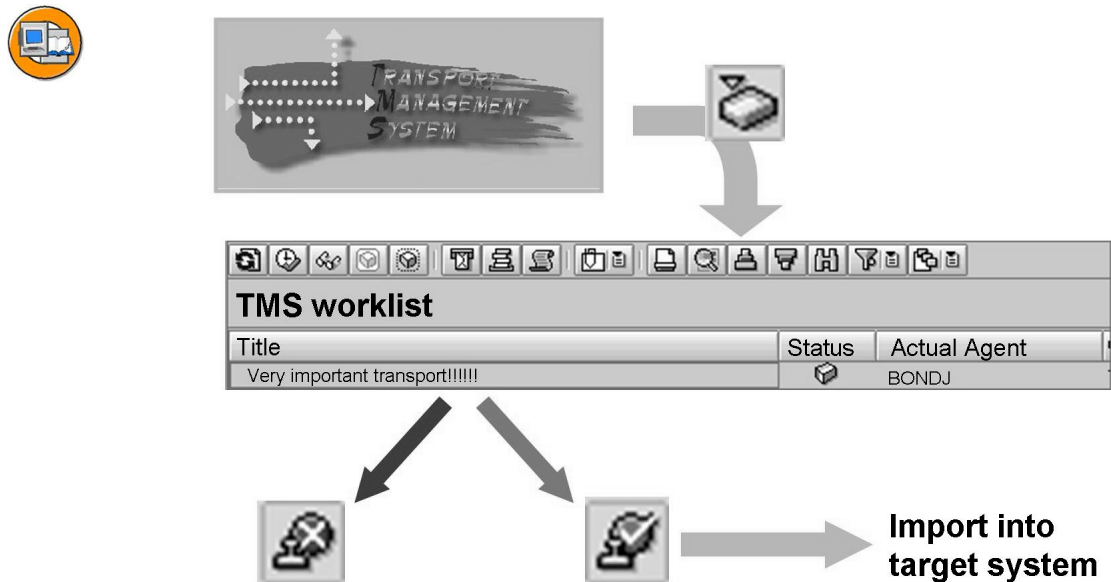 TRANSPORT
MANAGEMENT
SYSTEM
TMS worklist
Title Status Actual Agent
Very important transport!!!!!! BONDJ
Import into
target system